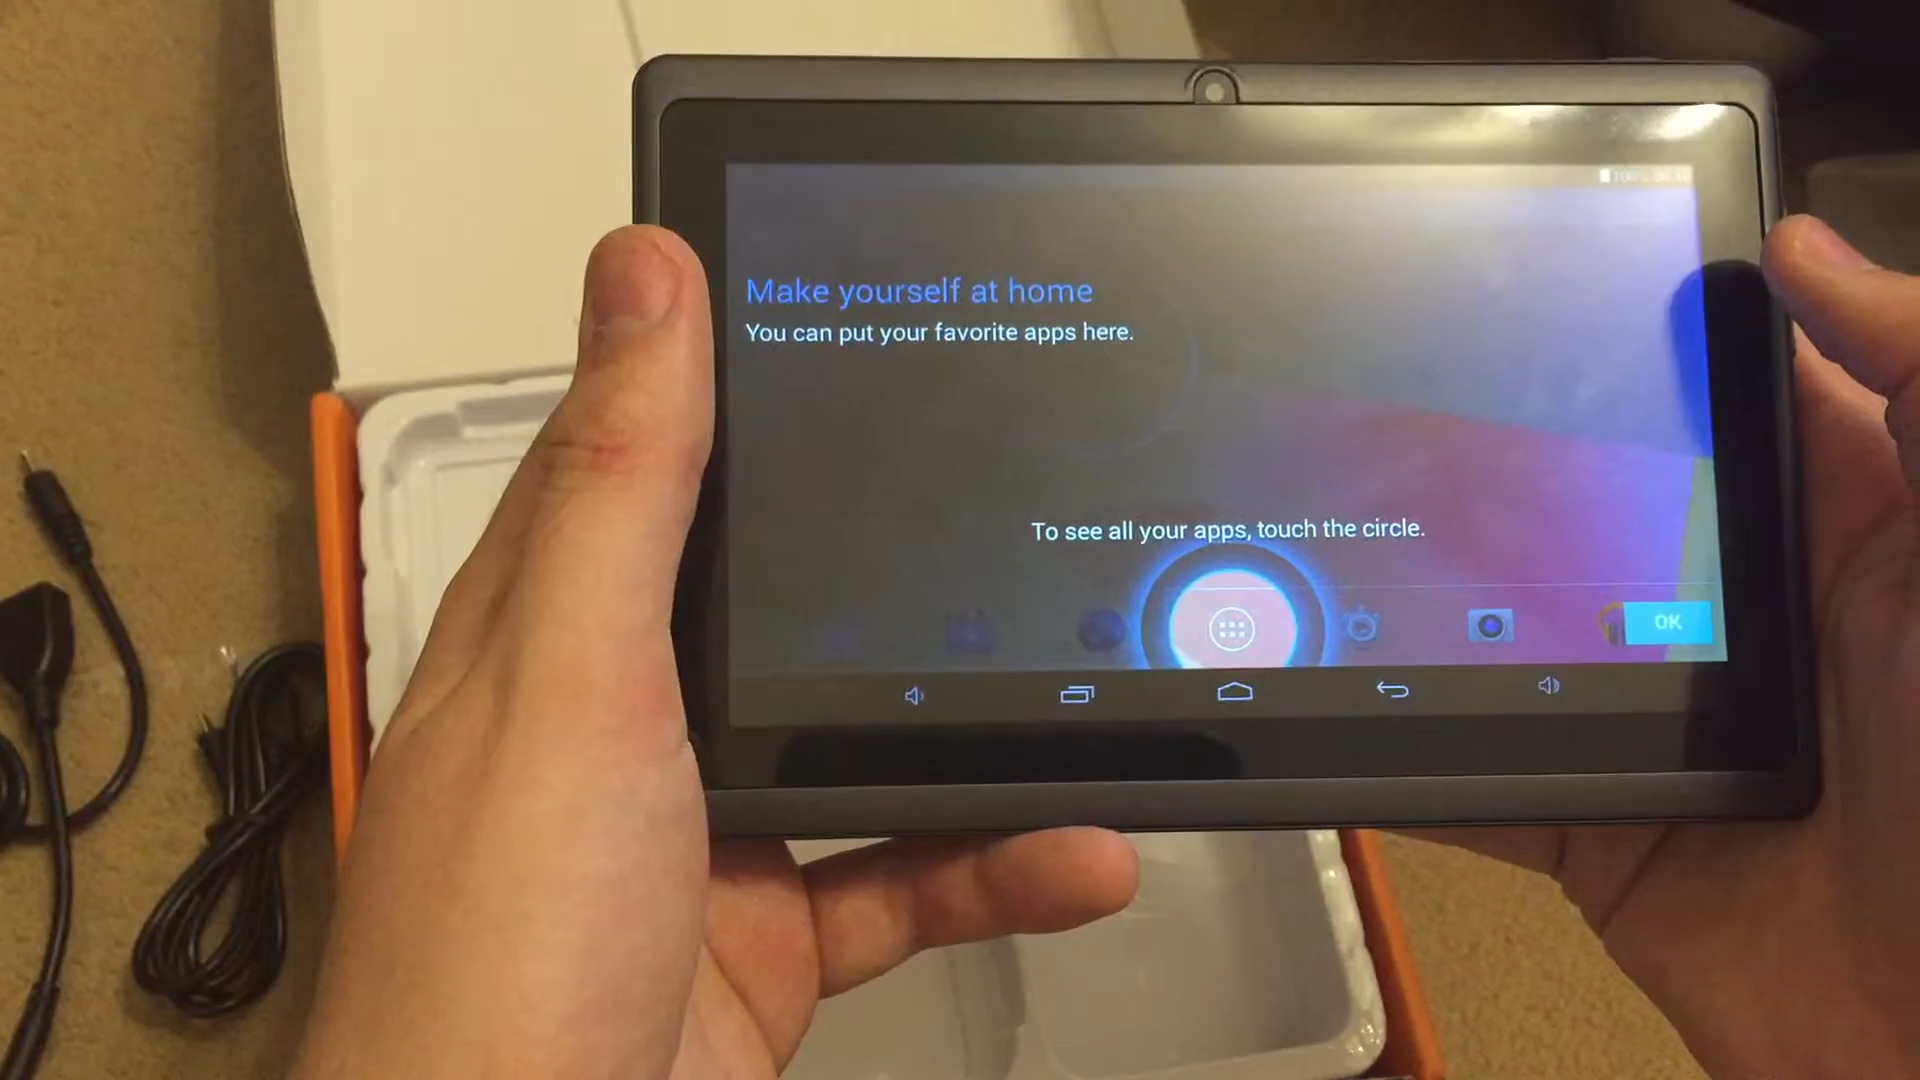 Make yourself at home
You can put your favorite apps here.
To see all your apps, touch the circle.
OK